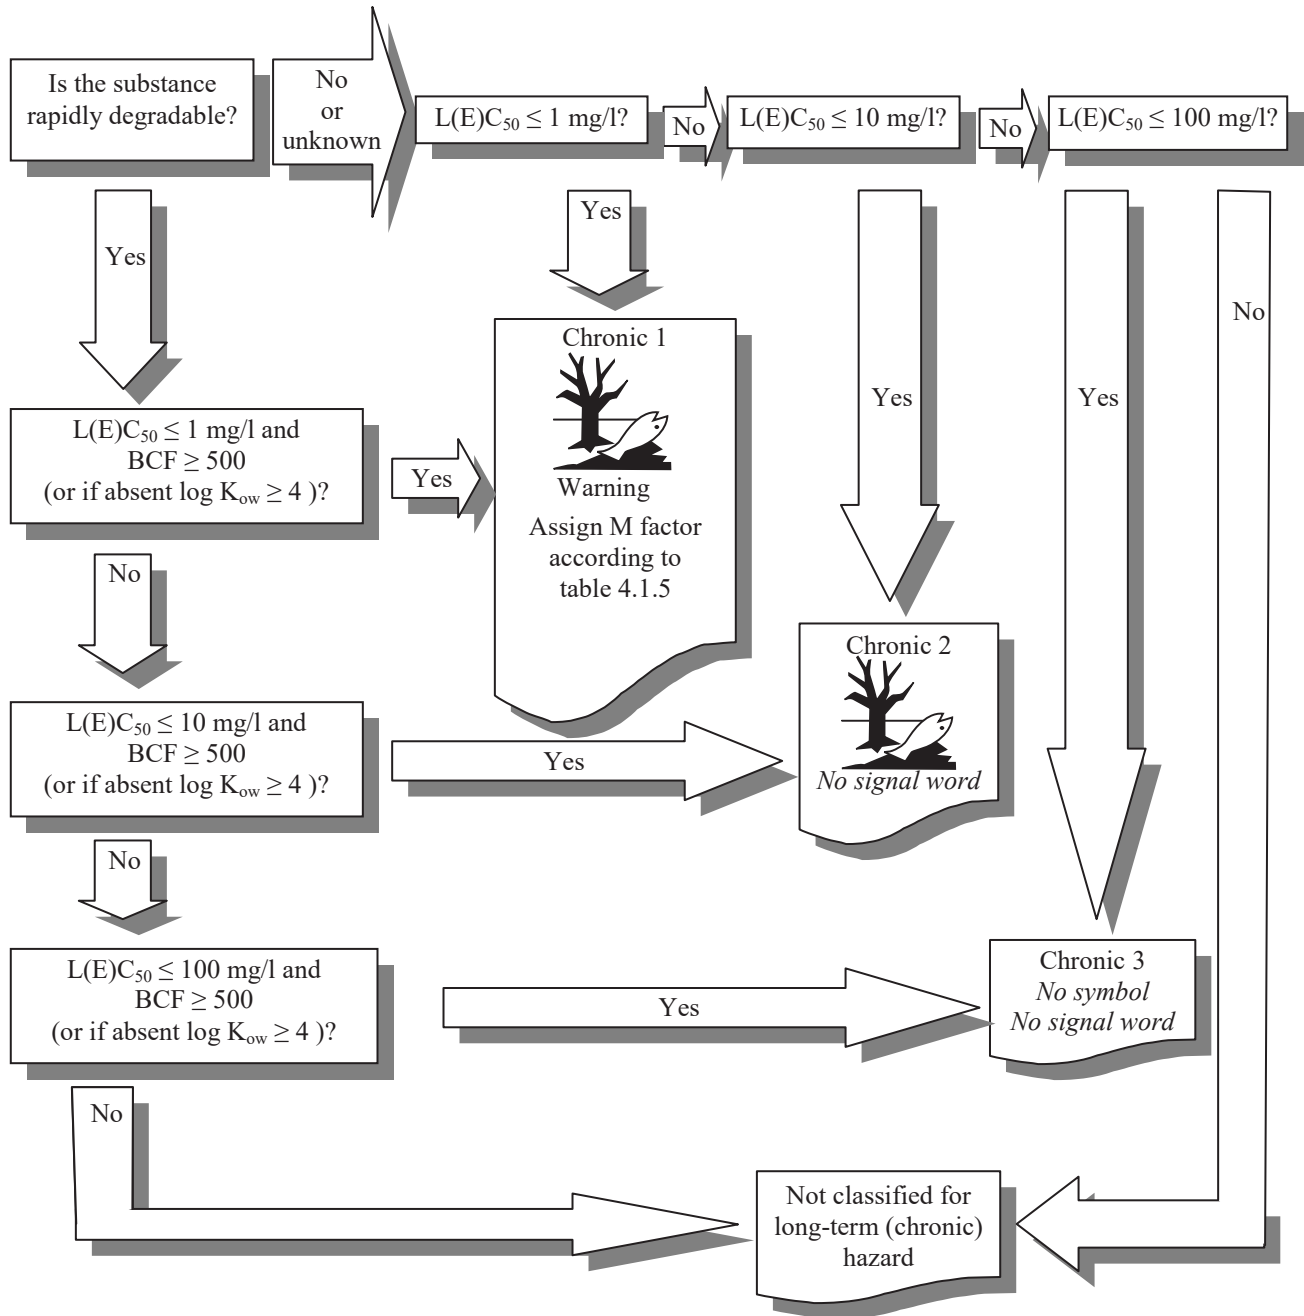 Is the substance
rapidly degradable?
No
or
unknown
L(E)C₅₀ ≤ 1 mg/l?
No
L(E)C₅₀ ≤ 10 mg/l?
No
L(E)C₅₀ ≤ 100 mg/l?
Yes
Yes
Yes
Yes
No
L(E)C₅₀ ≤ 1 mg/l and
BCF ≥ 500
(or if absent log Kₒw ≥ 4 )?
Yes
Chronic 1
Warning
Assign M factor
according to
table 4.1.5
No
L(E)C₅₀ ≤ 10 mg/l and
BCF ≥ 500
(or if absent log Kₒw ≥ 4 )?
Yes
Chronic 2
No signal word
No
L(E)C₅₀ ≤ 100 mg/l and
BCF ≥ 500
(or if absent log Kₒw ≥ 4 )?
Yes
Chronic 3
No symbol
No signal word
No
Not classified for
long-term (chronic)
hazard